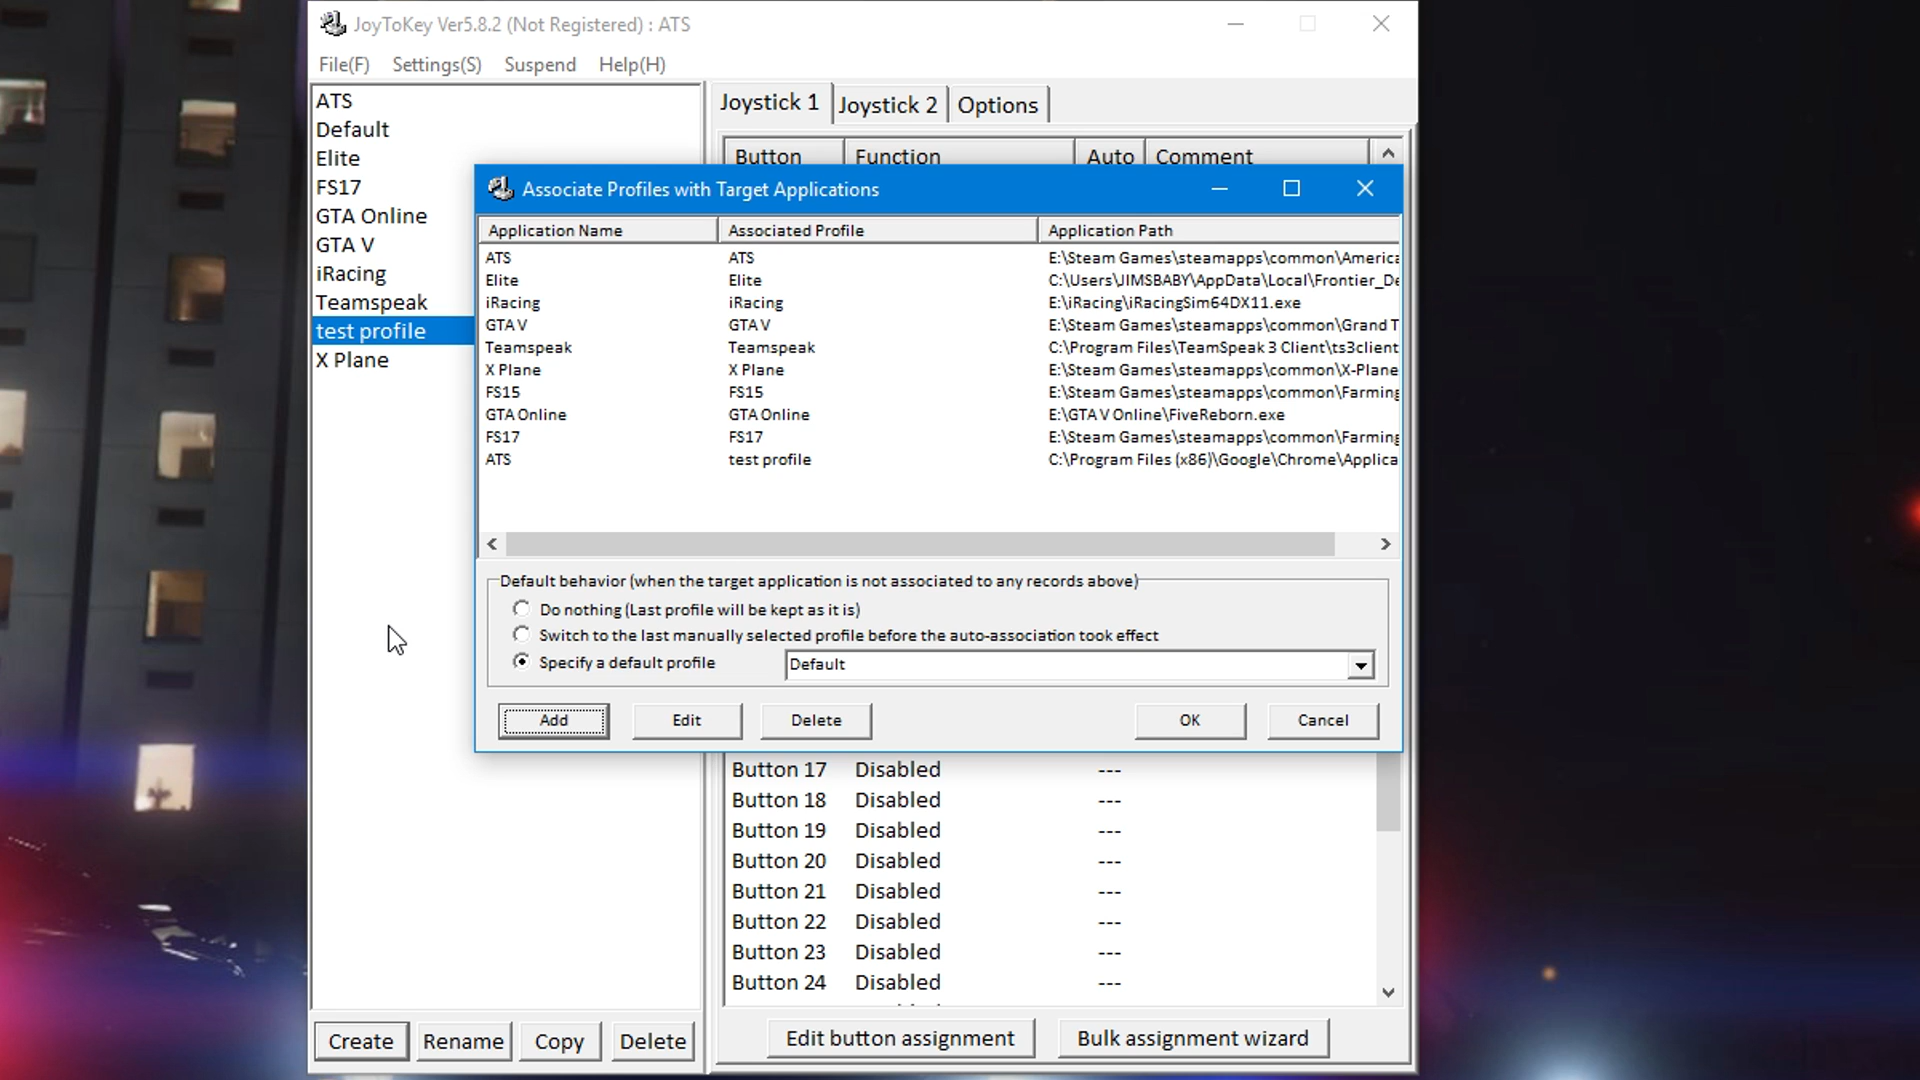 JoyToKey Ver5.8.2 (Not Registered) : ATS
File(F) Settings(S) Suspend Help(H)
ATS
Default
Elite
FS17
GTA Online
GTA V
iRacing
Teamspeak
test profile
X Plane
Joystick 1 Joystick 2 Options
Button Function Auto Comment
Associate Profiles with Target Applications
Application Name Associated Profile Application Path
ATS ATS E:\Steam Games\steamapps\common\America
Elite Elite C:\Users\JIMSBABY\AppData\Local\Frontier_De
iRacing iRacing E:\iRacing\iRacingSim64DX11.exe
GTA V GTA V E:\Steam Games\steamapps\common\Grand T
Teamspeak Teamspeak C:\Program Files\TeamSpeak 3 Client\ts3client
X Plane X Plane E:\Steam Games\steamapps\common\X-Plane
FS15 FS15 E:\Steam Games\steamapps\common\Farming
GTA Online GTA Online E:\GTA V Online\FiveReborn.exe
FS17 FS17 E:\Steam Games\steamapps\common\Farming
ATS test profile C:\Program Files (x86)\Google\Chrome\Applica
Default behavior (when the target application is not associated to any records above)
Do nothing (Last profile will be kept as it is)
Switch to the last manually selected profile before the auto-association took effect
Specify a default profile Default
Add Edit Delete OK Cancel
Button 17 Disabled ---
Button 18 Disabled ---
Button 19 Disabled ---
Button 20 Disabled ---
Button 21 Disabled ---
Button 22 Disabled ---
Button 23 Disabled ---
Button 24 Disabled ---
Create Rename Copy Delete
Edit button assignment Bulk assignment wizard